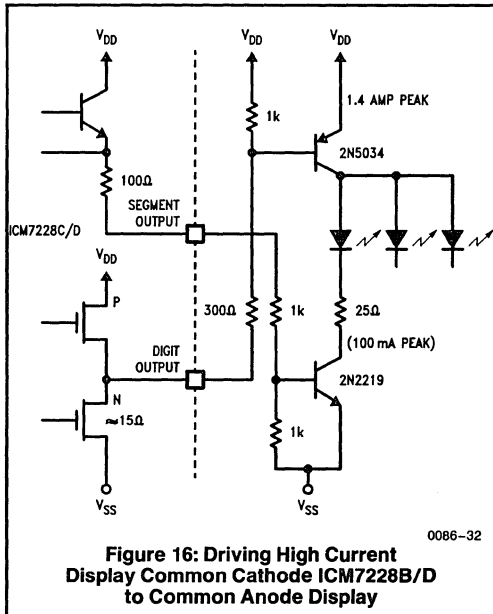 V_DD
V_DD
V_DD
1.4 AMP PEAK
1k
2N5034
100Ω
SEGMENT
OUTPUT
ICM7228C/D
V_DD
P
300Ω
1k
25Ω
(100 mA PEAK)
DIGIT
OUTPUT
2N2219
N
≈15Ω
1k
V_SS
V_SS
0086-32
Figure 16: Driving High Current
Display Common Cathode ICM7228B/D
to Common Anode Display